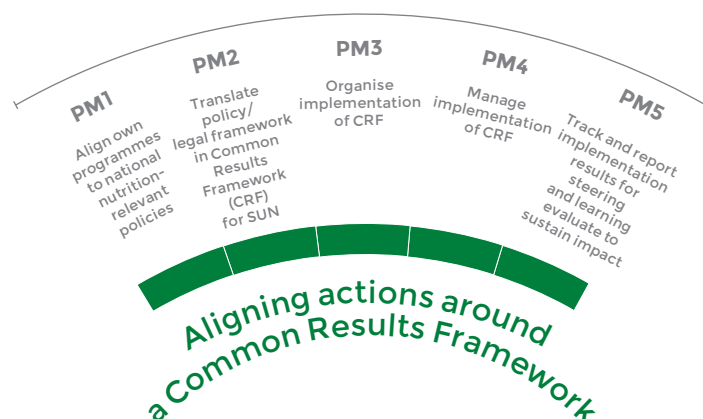 PM1
Align own
programmes
to national
nutrition-
relevant
policies
PM2
Translate
policy/
legal framework
in Common
Results
Framework
(CRF)
for SUN
PM3
Organise
implementation
of CRF
PM4
Manage
implementation
of CRF
PM5
Track and report
implementation
results for
steering
and learning
evaluate to
sustain impact
Aligning actions around
a Common Results Framework